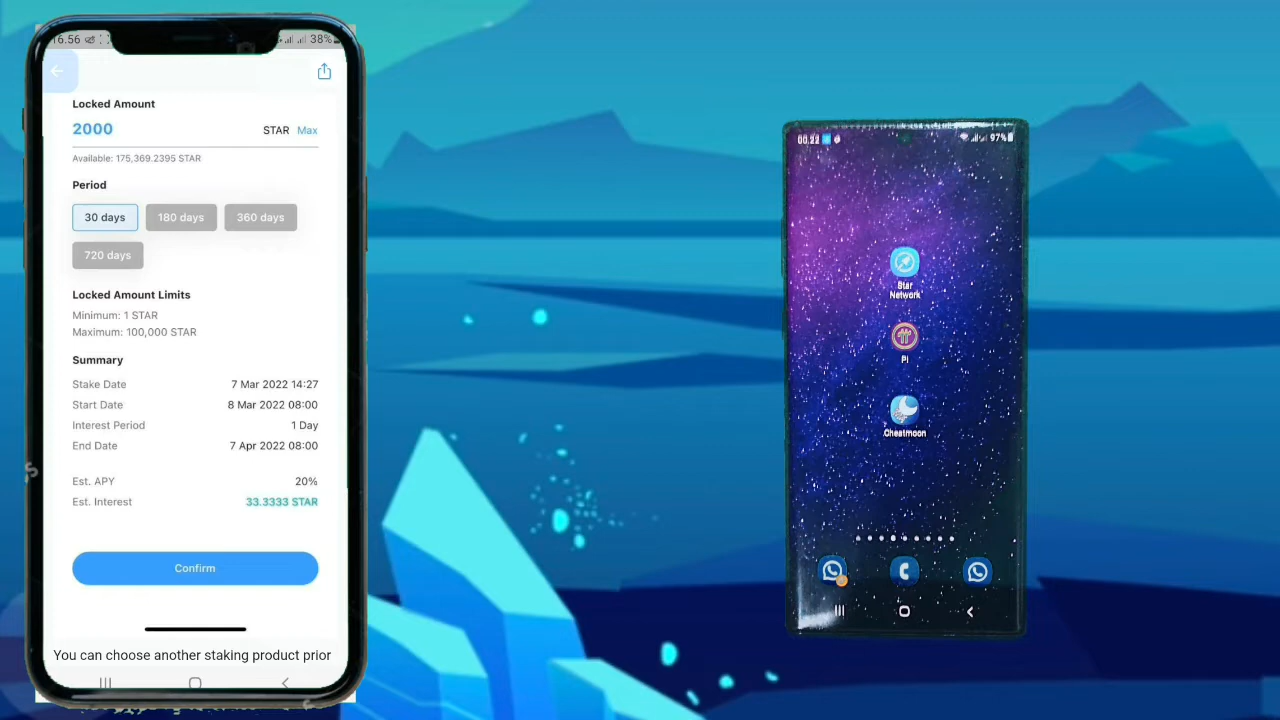 16.56
38%
Locked Amount
2000 STAR Max
Available: 175,369.2395 STAR
Period
30 days 180 days 360 days
720 days
Locked Amount Limits
Minimum: 1 STAR
Maximum: 100,000 STAR
Summary
Stake Date 7 Mar 2022 14:27
Start Date 8 Mar 2022 08:00
Interest Period 1 Day
End Date 7 Apr 2022 08:00
Est. APY 20%
Est. Interest 33.3333 STAR
Confirm
You can choose another staking product prior
00.22 97%
Star
Network
Pi
Cheatmoon